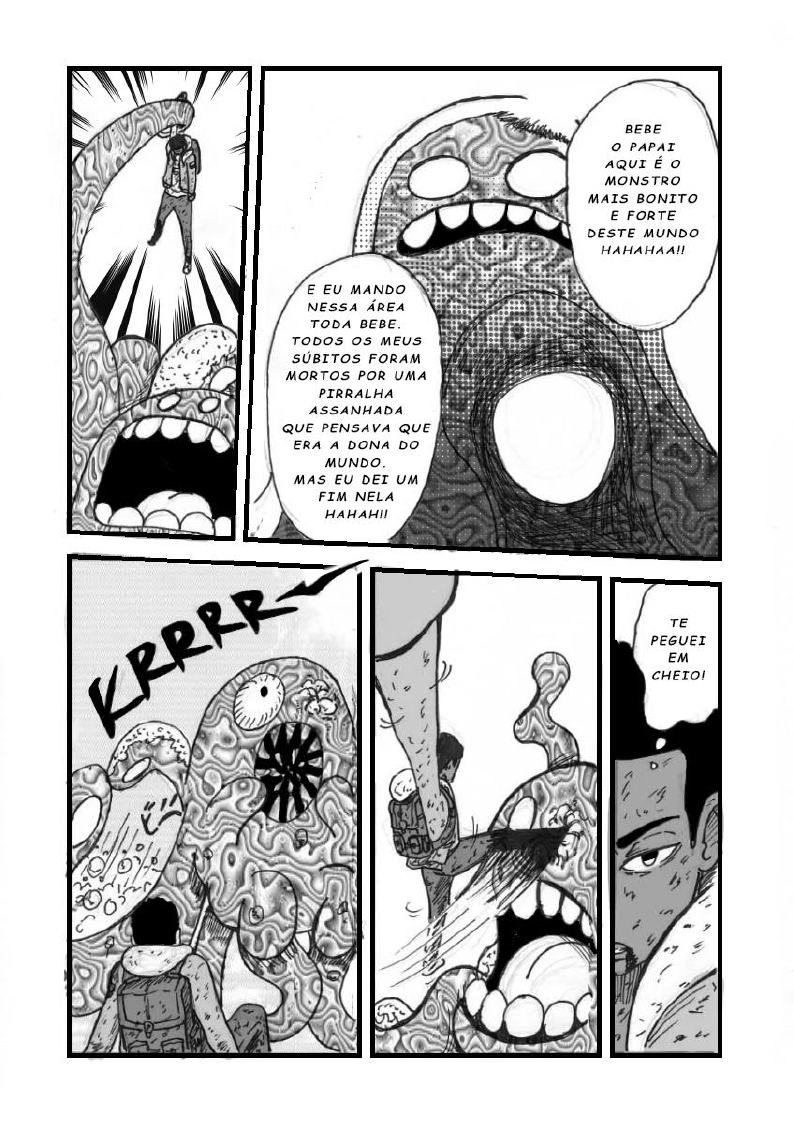 BEBE
O PAPAI
AQUI É O
MONSTRO
MAIS BONITO
E FORTE
DESTE MUNDO
HAHAHAA!!
E EU MANDO
NESSA ÁREA
TODA BEBE.
TODOS OS MEUS
SÚBITOS FORAM
MORTOS POR UMA
PIRRALHA
ASSANHADA
QUE PENSAVA QUE
ERA A DONA DO
MUNDO.
MAS EU DEI UM
FIM NELA
HAHAH!!
KRRRR
TE
PEGUEI
EM
CHEIO!